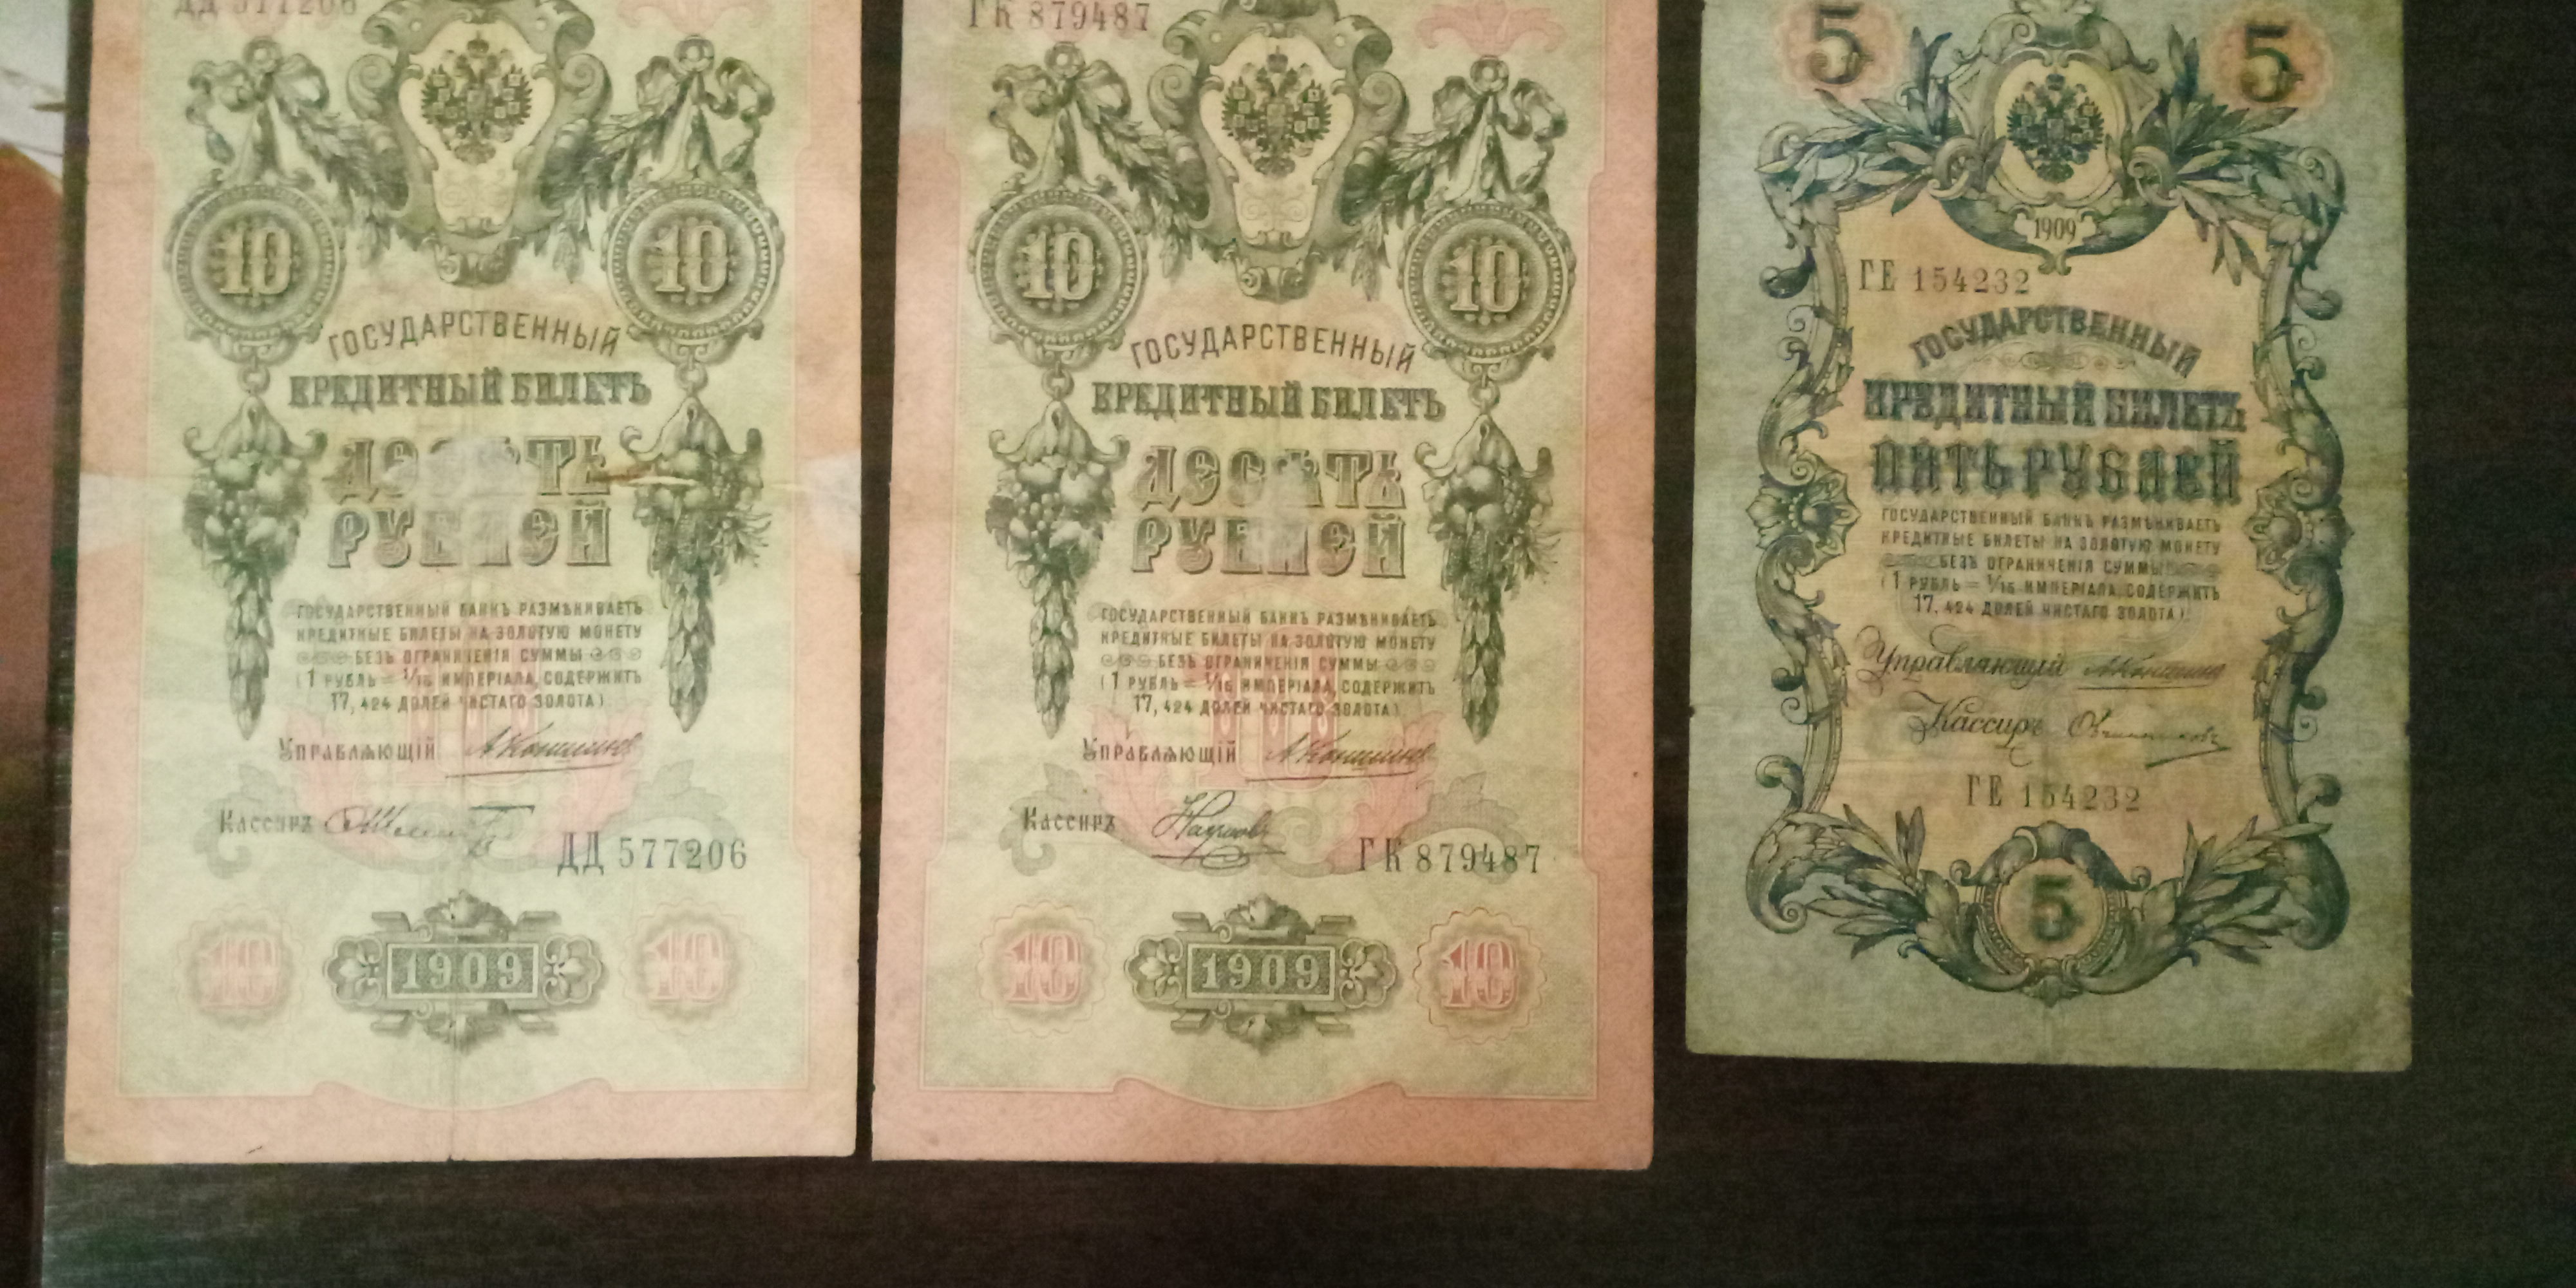 ДД 577206
10 10
ГОСУДАРСТВЕННЫЙ
КРЕДИТНЫЙ БИЛЕТЪ
ДЕСЯТЬ
РУБЛЕЙ
ГОСУДАРСТВЕННЫЙ БАНКЪ РАЗМѢНИВАЕТЪ
КРЕДИТНЫЕ БИЛЕТЫ НА ЗОЛОТУЮ МОНЕТУ
БЕЗЪ ОГРАНИЧЕНІЯ СУММЫ
(1 РУБЛЬ = 1/15 ИМПЕРІАЛА, СОДЕРЖИТЪ
17,424 ДОЛЕЙ ЧИСТАГО ЗОЛОТА)
УПРАВЛЯЮЩІЙ АКоншинъ
КАССИРЪ
ДД 577206
10 1909 10
ГК 879487
10 10
ГОСУДАРСТВЕННЫЙ
КРЕДИТНЫЙ БИЛЕТЪ
ДЕСЯТЬ
РУБЛЕЙ
ГОСУДАРСТВЕННЫЙ БАНКЪ РАЗМѢНИВАЕТЪ
КРЕДИТНЫЕ БИЛЕТЫ НА ЗОЛОТУЮ МОНЕТУ
БЕЗЪ ОГРАНИЧЕНІЯ СУММЫ
(1 РУБЛЬ = 1/15 ИМПЕРІАЛА, СОДЕРЖИТЪ
17,424 ДОЛЕЙ ЧИСТАГО ЗОЛОТА)
УПРАВЛЯЮЩІЙ АКоншинъ
КАССИРЪ
ГК 879487
10 1909 10
5 5
1909
ГЕ 154232
ГОСУДАРСТВЕННЫЙ
КРЕДИТНЫЙ БИЛЕТЪ
ПЯТЬ РУБЛЕЙ
ГОСУДАРСТВЕННЫЙ БАНКЪ РАЗМѢНИВАЕТЪ
КРЕДИТНЫЕ БИЛЕТЫ НА ЗОЛОТУЮ МОНЕТУ
БЕЗЪ ОГРАНИЧЕНІЯ СУММЫ
(1 РУБЛЬ = 1/15 ИМПЕРІАЛА, СОДЕРЖИТЪ
17,424 ДОЛЕЙ ЧИСТАГО ЗОЛОТА)
Управляющій АКоншинъ
Кассиръ
ГЕ 154232
5